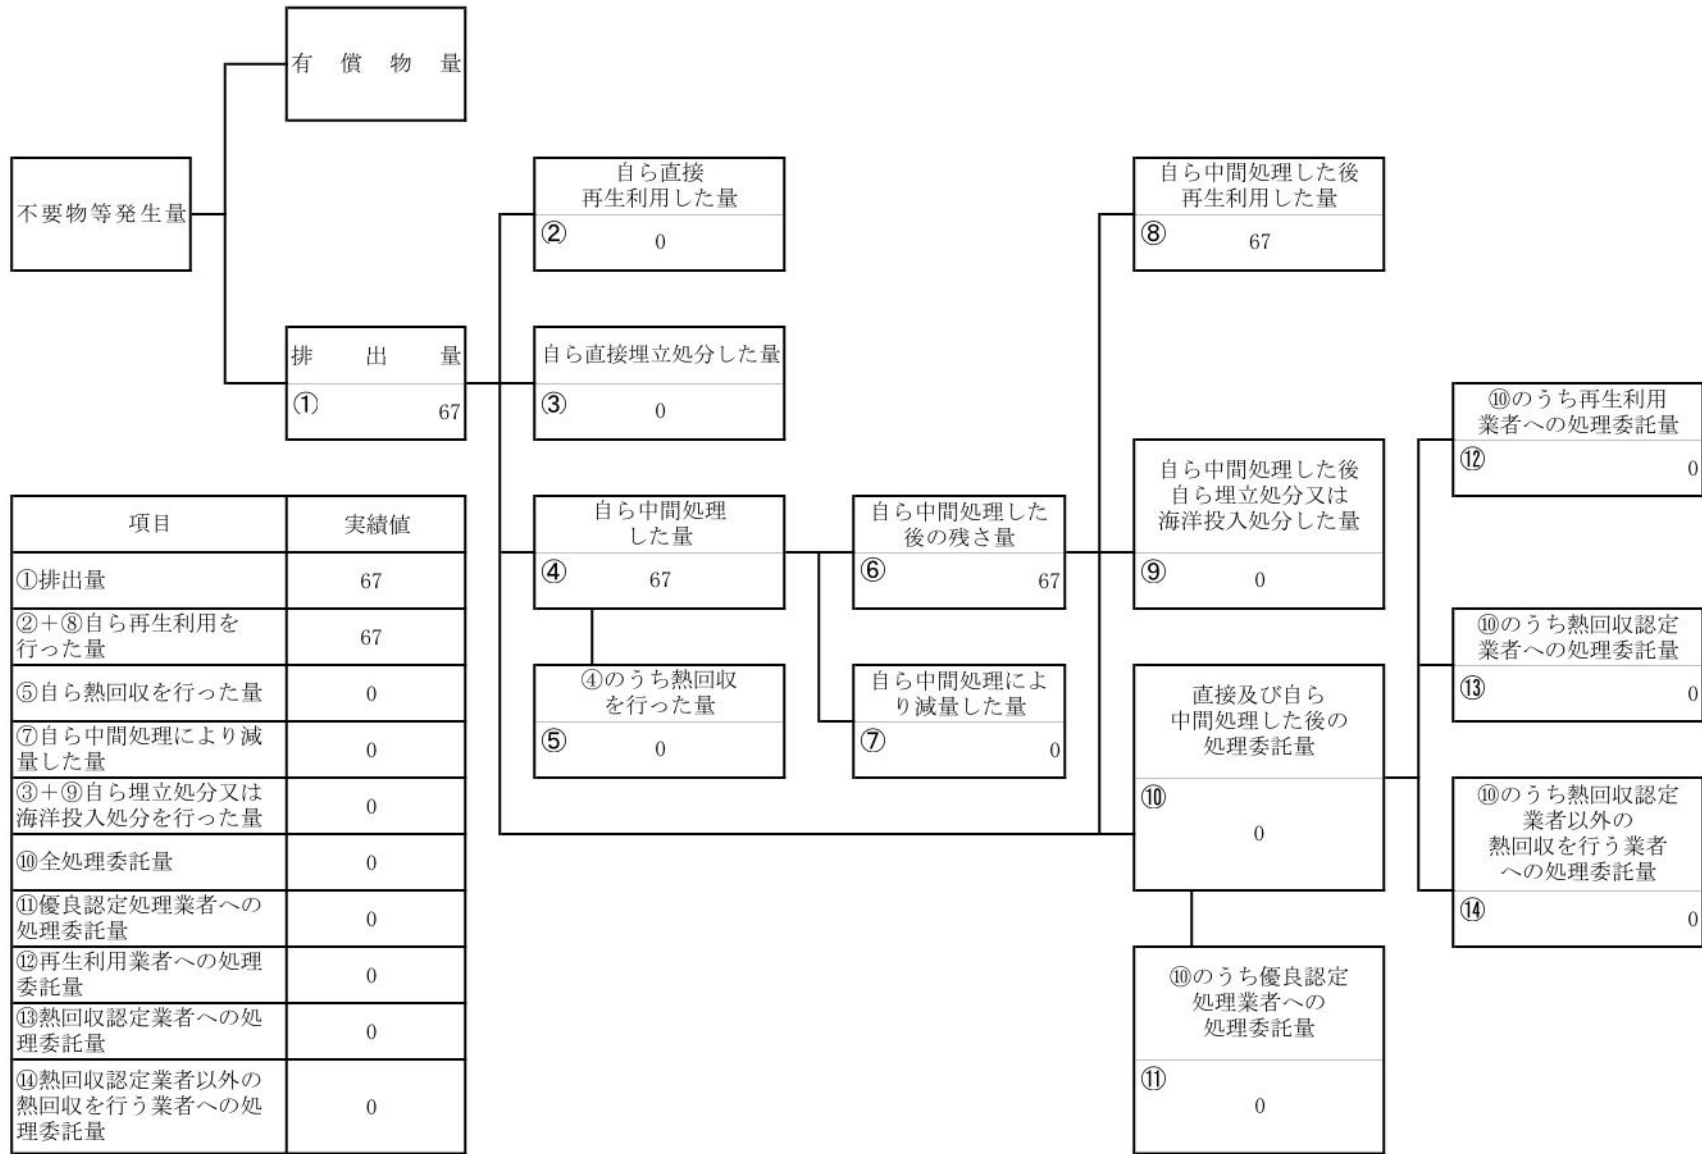 有償物量
不要物等発生量
自ら直接
再生利用した量
② 0
自ら中間処理した後
再生利用した量
⑧ 67
排出量
① 67
自ら直接埋立処分した量
③ 0
⑩のうち再生利用
業者への処理委託量
⑫ 0
自ら中間処理した後
自ら埋立処分又は
海洋投入処分した量
⑨ 0
自ら中間処理
した量
④ 67
自ら中間処理した
後の残さ量
⑥ 67
⑩のうち熱回収認定
業者への処理委託量
⑬ 0
④のうち熱回収
を行った量
⑤ 0
自ら中間処理によ
り減量した量
⑦ 0
直接及び自ら
中間処理した後の
処理委託量
⑩ 0
⑩のうち熱回収認定
業者以外の
熱回収を行う業者
への処理委託量
⑭ 0
⑩のうち優良認定
処理業者への
処理委託量
⑪ 0
項目 実績値
①排出量 67
②+⑧自ら再生利用を
行った量 67
⑤自ら熱回収を行った量 0
⑦自ら中間処理により減
量した量 0
③+⑨自ら埋立処分又は
海洋投入処分を行った量 0
⑩全処理委託量 0
⑪優良認定処理業者への
処理委託量 0
⑫再生利用業者への処理
委託量 0
⑬熱回収認定業者への処
理委託量 0
⑭熱回収認定業者以外の
熱回収を行う業者への処
理委託量 0